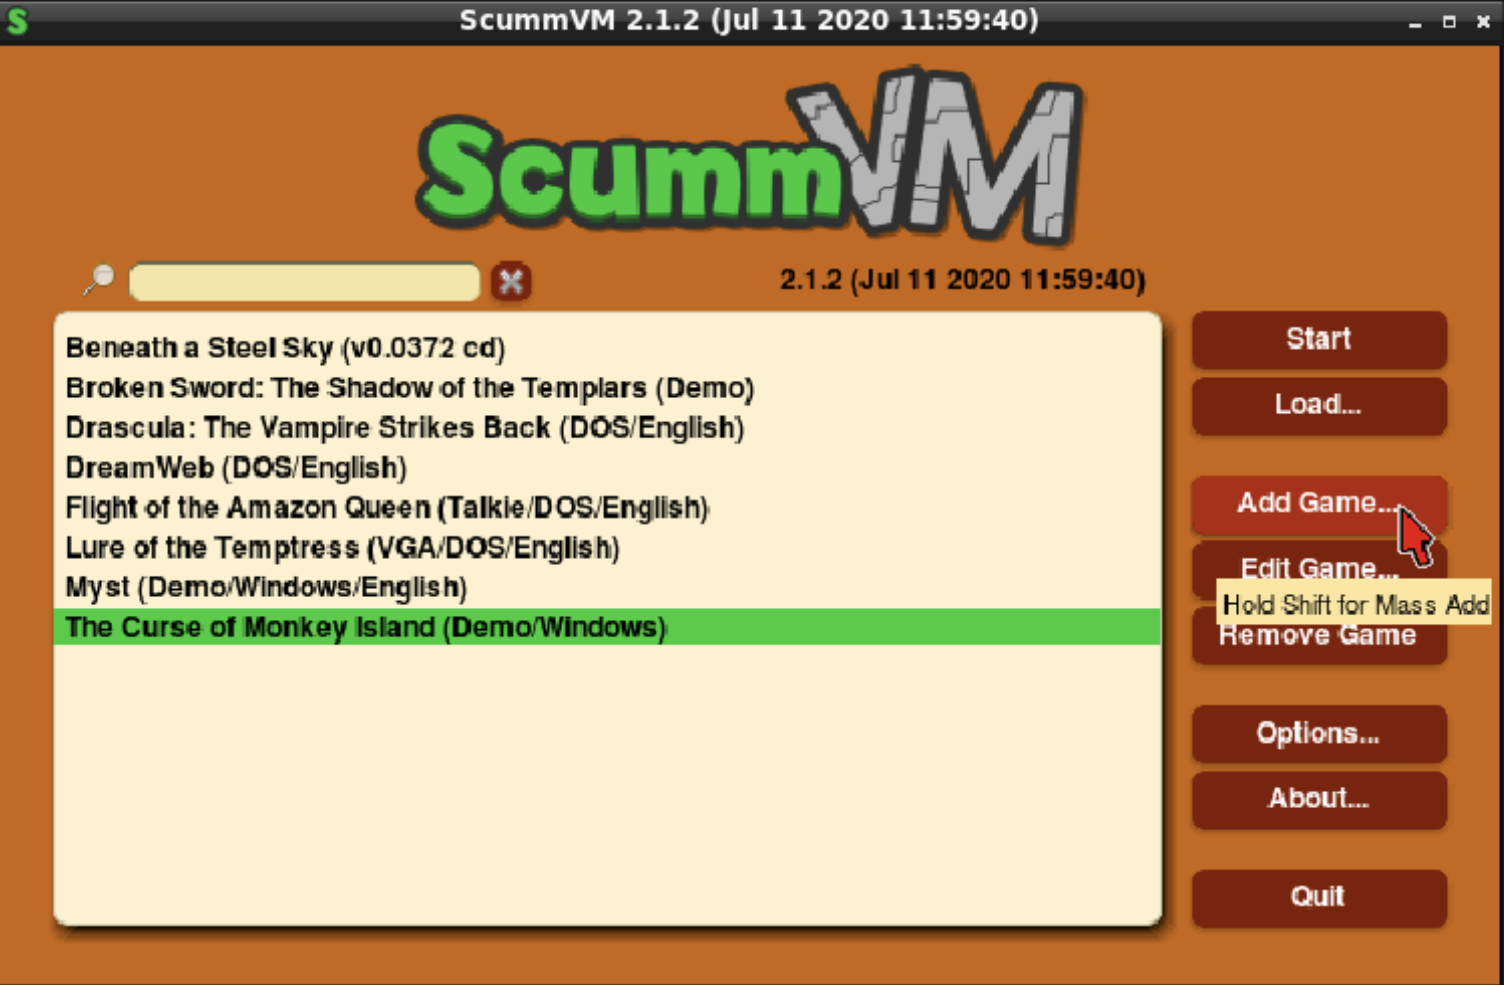 ScummVM 2.1.2 (Jul 11 2020 11:59:40)
ScummVM
2.1.2 (Jul 11 2020 11:59:40)
Beneath a Steel Sky (v0.0372 cd)
Broken Sword: The Shadow of the Templars (Demo)
Drascula: The Vampire Strikes Back (DOS/English)
DreamWeb (DOS/English)
Flight of the Amazon Queen (Talkie/DOS/English)
Lure of the Temptress (VGA/DOS/English)
Myst (Demo/Windows/English)
The Curse of Monkey Island (Demo/Windows)
Start
Load...
Add Game...
Edit Game...
Hold Shift for Mass Add
Remove Game
Options...
About...
Quit